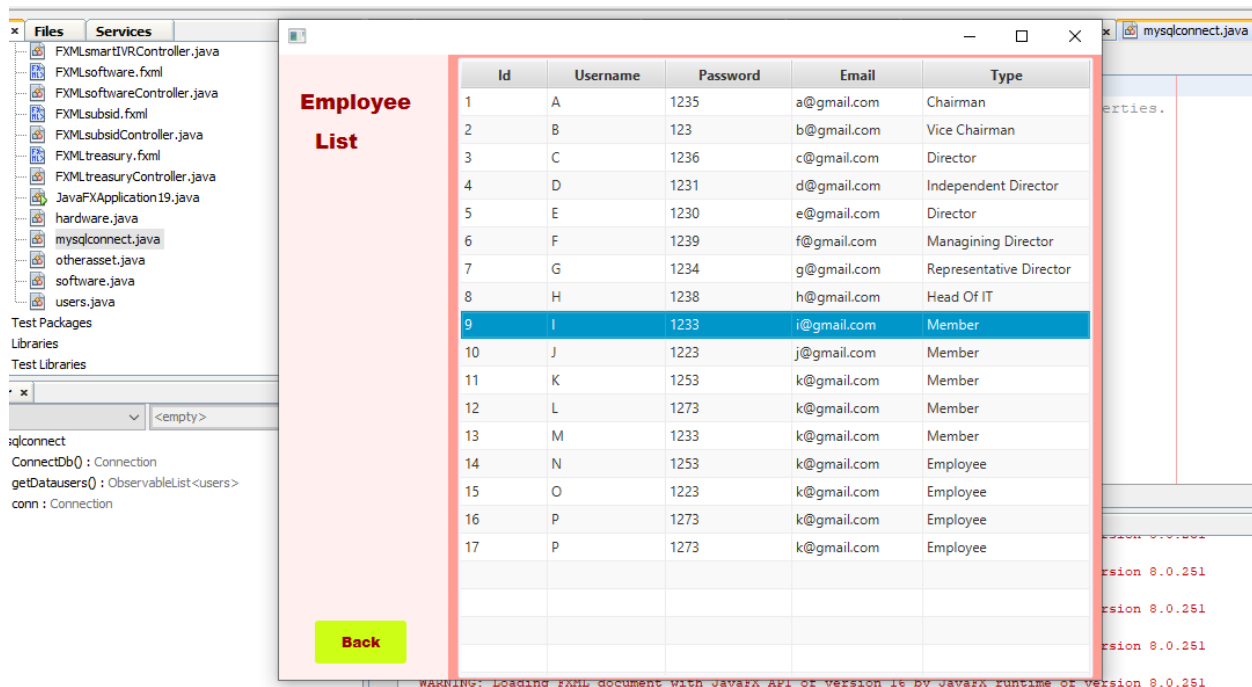 × Files Services
FXMLsmartIVRController.java
FXMLsoftware.fxml
FXMLsoftwareController.java
FXMLsubsid.fxml
FXMLsubsidController.java
FXMLtreasury.fxml
FXMLtreasuryController.java
JavaFXApplication19.java
hardware.java
mysqlconnect.java
otherasset.java
software.java
users.java
Test Packages
Libraries
Test Libraries
<empty>
sqlconnect
ConnectDb() : Connection
getDatausers() : ObservableList<users>
conn : Connection
Employee
List
Back
Id Username Password Email Type
1 A 1235 a@gmail.com Chairman
2 B 123 b@gmail.com Vice Chairman
3 C 1236 c@gmail.com Director
4 D 1231 d@gmail.com Independent Director
5 E 1230 e@gmail.com Director
6 F 1239 f@gmail.com Managining Director
7 G 1234 g@gmail.com Representative Director
8 H 1238 h@gmail.com Head Of IT
9 I 1233 i@gmail.com Member
10 J 1223 j@gmail.com Member
11 K 1253 k@gmail.com Member
12 L 1273 k@gmail.com Member
13 M 1233 k@gmail.com Member
14 N 1253 k@gmail.com Employee
15 O 1223 k@gmail.com Employee
16 P 1273 k@gmail.com Employee
17 P 1273 k@gmail.com Employee
mysqlconnect.java
erties.
rsion 8.0.251
rsion 8.0.251
rsion 8.0.251
rsion 8.0.251
WARNING: Loading FXML document with JavaFX API of version 16 by JavaFX runtime of version 8.0.251